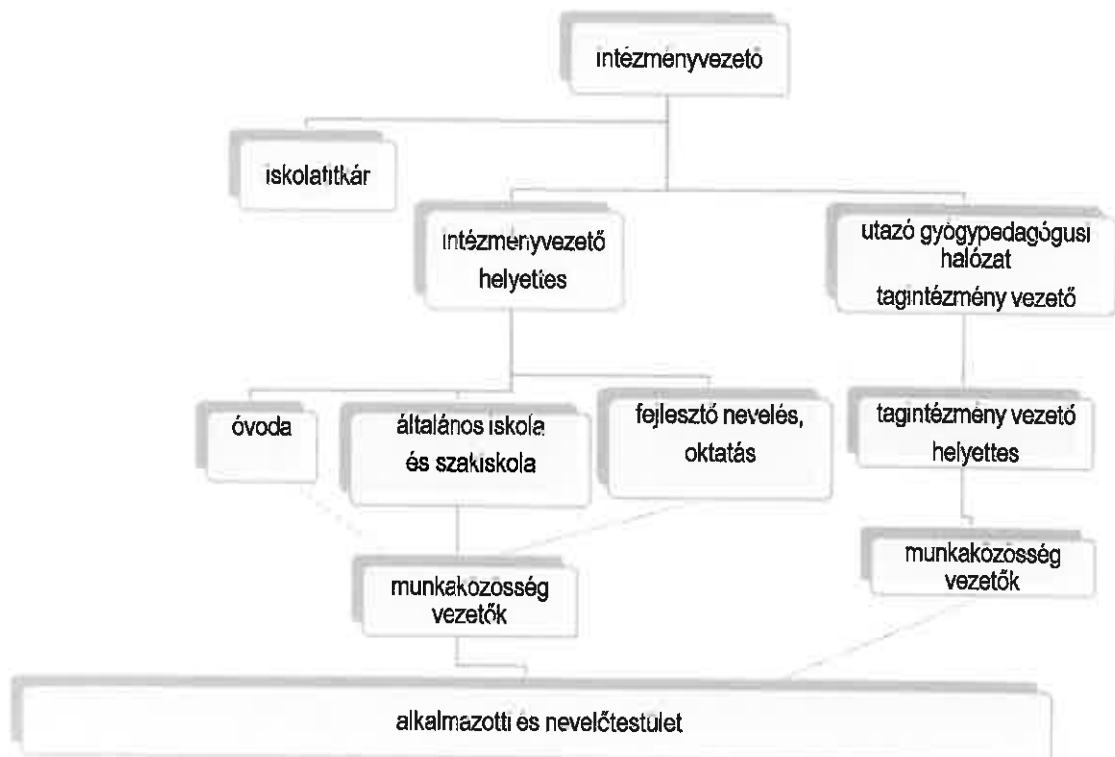 intézményvezető
iskolatitkár
intézményvezető
helyettes
utazó gyógypedagógusi
halózat
tagintézmény vezető
óvoda
általános iskola
és szakiskola
fejlesztő nevelés,
oktatás
tagintézmény vezető
helyettes
munkaközösség
vezetők
munkaközösség
vezetők
alkalmazotti és nevelőtestület